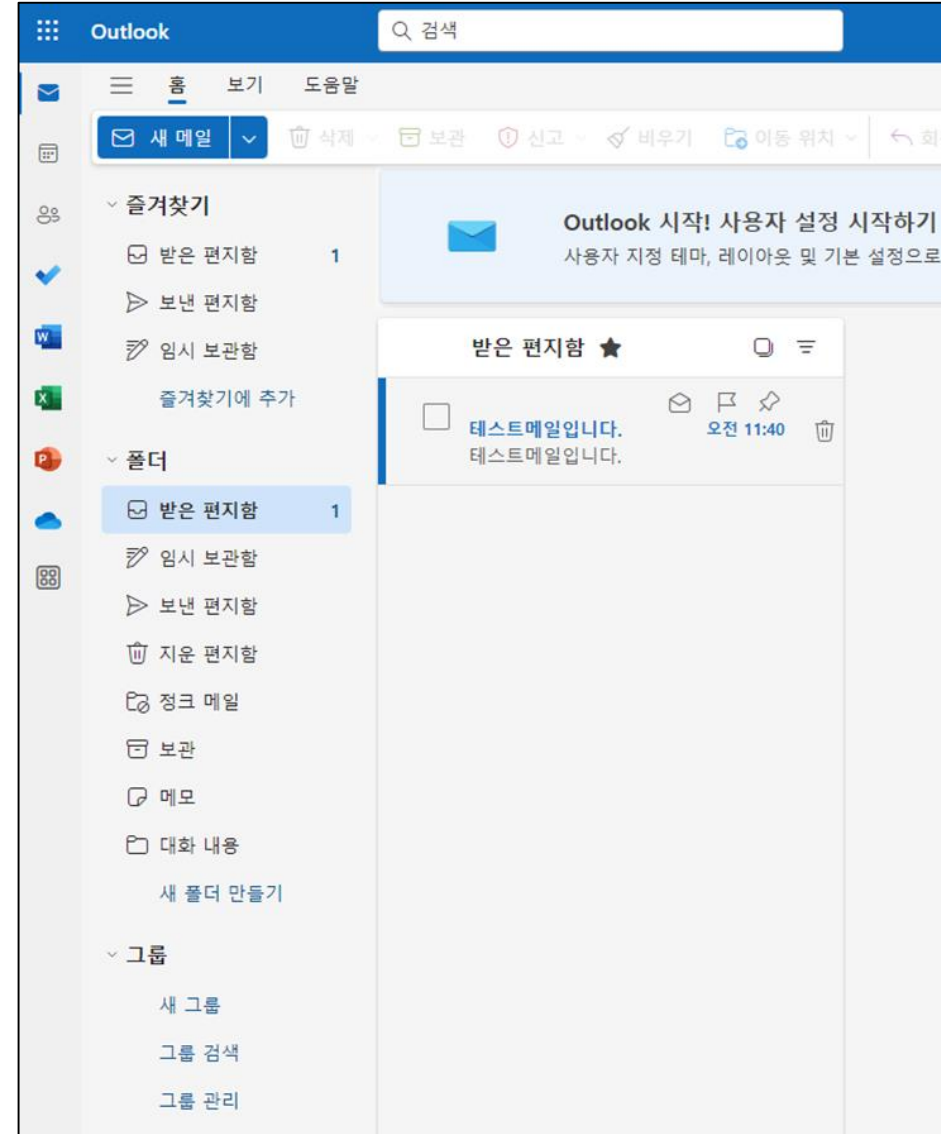 Outlook
검색
홈 보기 도움말
새 메일 삭제 보관 신고 비우기 이동 위치 회
즐겨찾기
받은 편지함 1
보낸 편지함
임시 보관함
즐겨찾기에 추가
폴더
받은 편지함 1
임시 보관함
보낸 편지함
지운 편지함
정크 메일
보관
메모
대화 내용
새 폴더 만들기
그룹
새 그룹
그룹 검색
그룹 관리
Outlook 시작! 사용자 설정 시작하기
사용자 지정 테마, 레이아웃 및 기본 설정으로
받은 편지함
테스트메일입니다. 오전 11:40
테스트메일입니다.